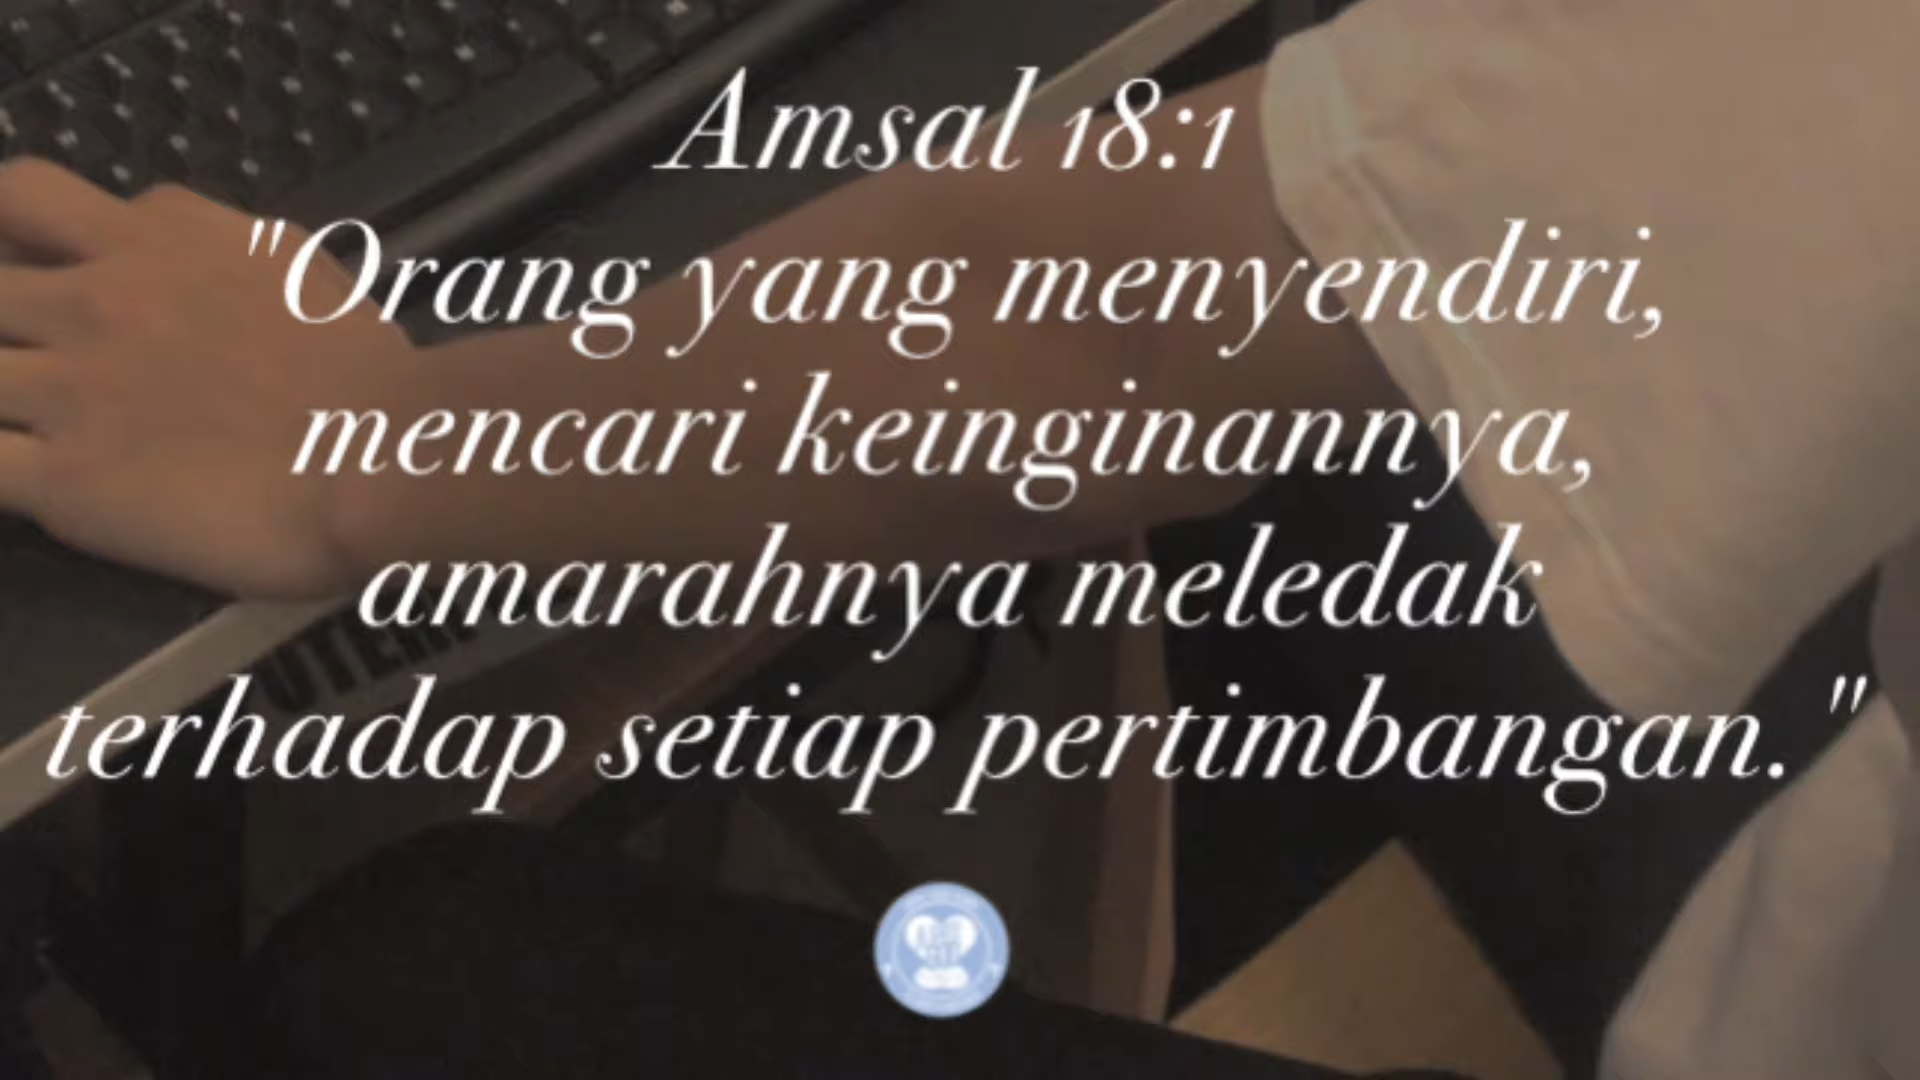 Amsal 18:1
"Orang yang menyendiri,
mencari keinginannya,
amarahnya meledak
terhadap setiap pertimbangan."